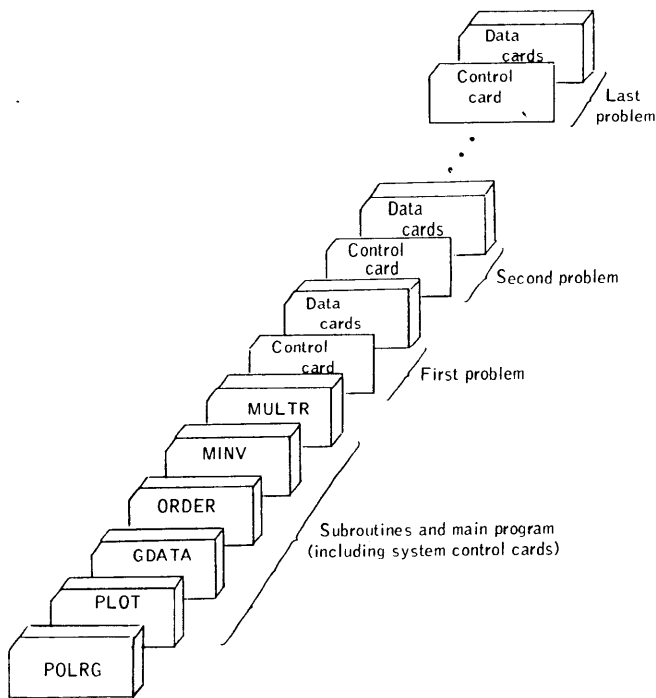 Data
cards
Control
card
Last
problem
Data
cards
Control
card
Second problem
Data
cards
Control
card
First problem
MULTR
MINV
ORDER
Subroutines and main program
(including system control cards)
GDATA
PLOT
POLRG